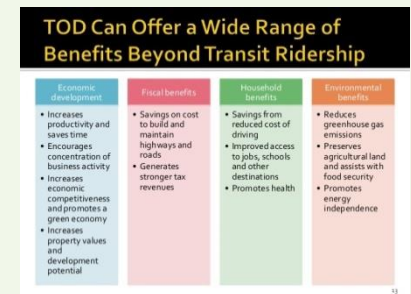 TOD Can Offer a Wide Range of
Benefits Beyond Transit Ridership
Economic
development
• Increases
productivity and
saves time
• Encourages
concentration of
business activity
• Increases
economic
competitiveness
and promotes a
green economy
• Increases
property values
and
development
potential
Fiscal benefits
• Savings on cost
to build and
maintain
highways and
roads
• Generates
stronger tax
revenues
Household
benefits
• Savings from
reduced cost of
driving
• Improved access
to jobs, schools
and other
destinations
• Promotes health
Environmental
benefits
• Reduces
greenhouse gas
emissions
• Preserves
agricultural land
and assists with
food security
• Promotes
energy
independence
13